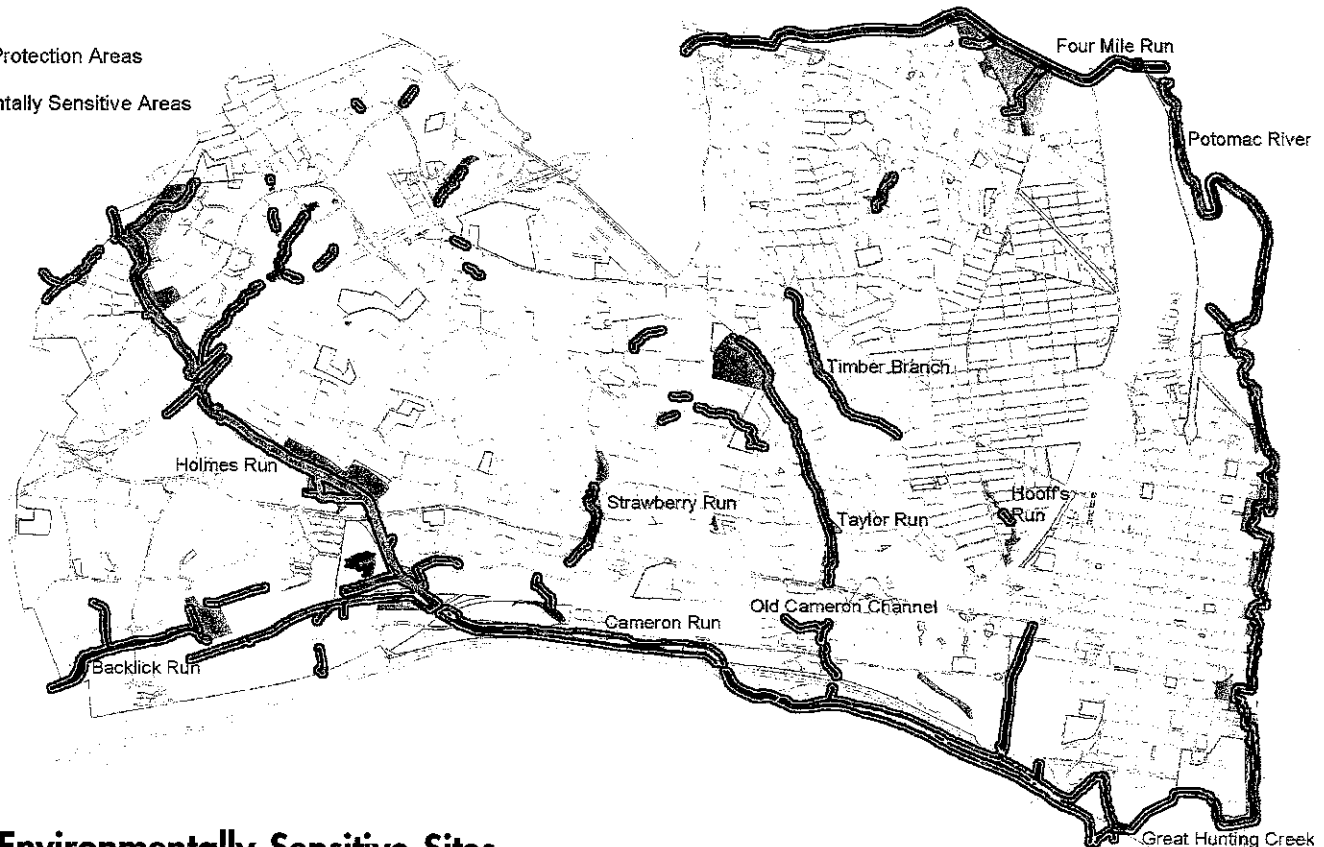 Protection Areas
ntally Sensitive Areas
Four Mile Run
Potomac River
Timber Branch
Holmes Run
Strawberry Run
Taylor Run
Hooff's
Run
Old Cameron Channel
Cameron Run
Backlick Run
Great Hunting Creek
Environmentally Sensitive Sites